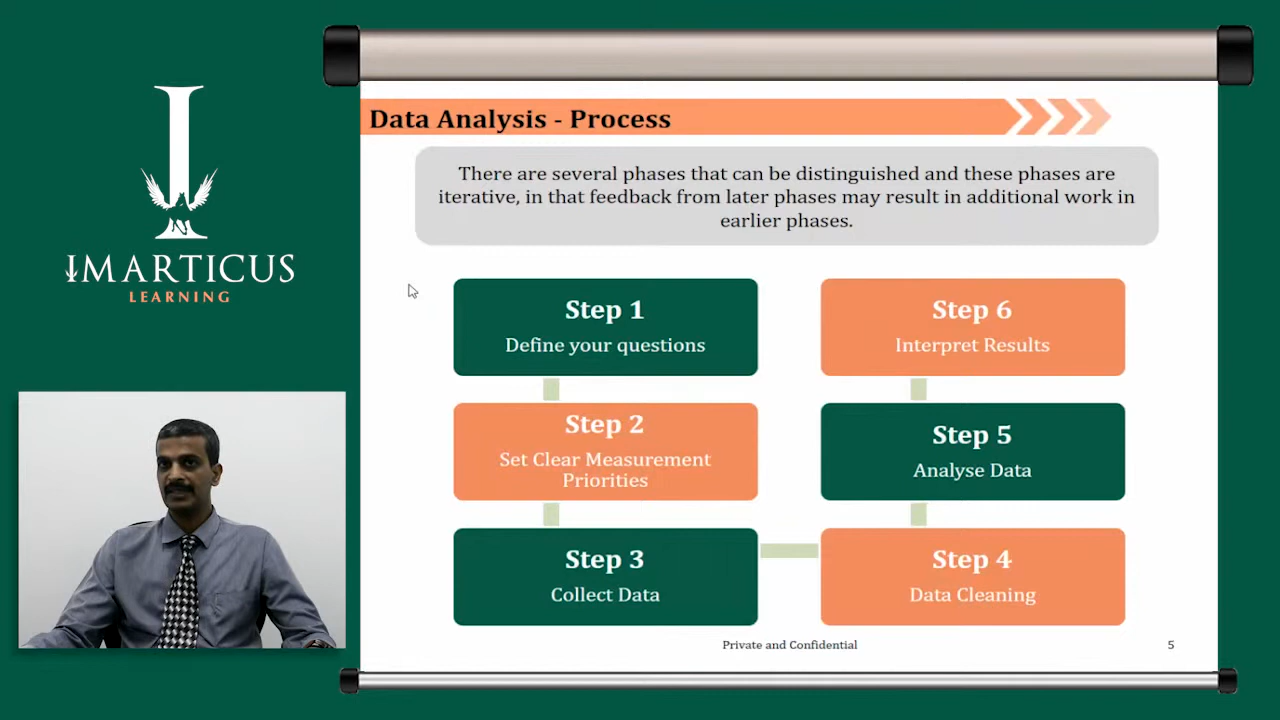 IMARTICUS
LEARNING
Data Analysis - Process
There are several phases that can be distinguished and these phases are
iterative, in that feedback from later phases may result in additional work in
earlier phases.
Step 1
Define your questions
Step 2
Set Clear Measurement
Priorities
Step 3
Collect Data
Step 4
Data Cleaning
Step 5
Analyse Data
Step 6
Interpret Results
Private and Confidential
5